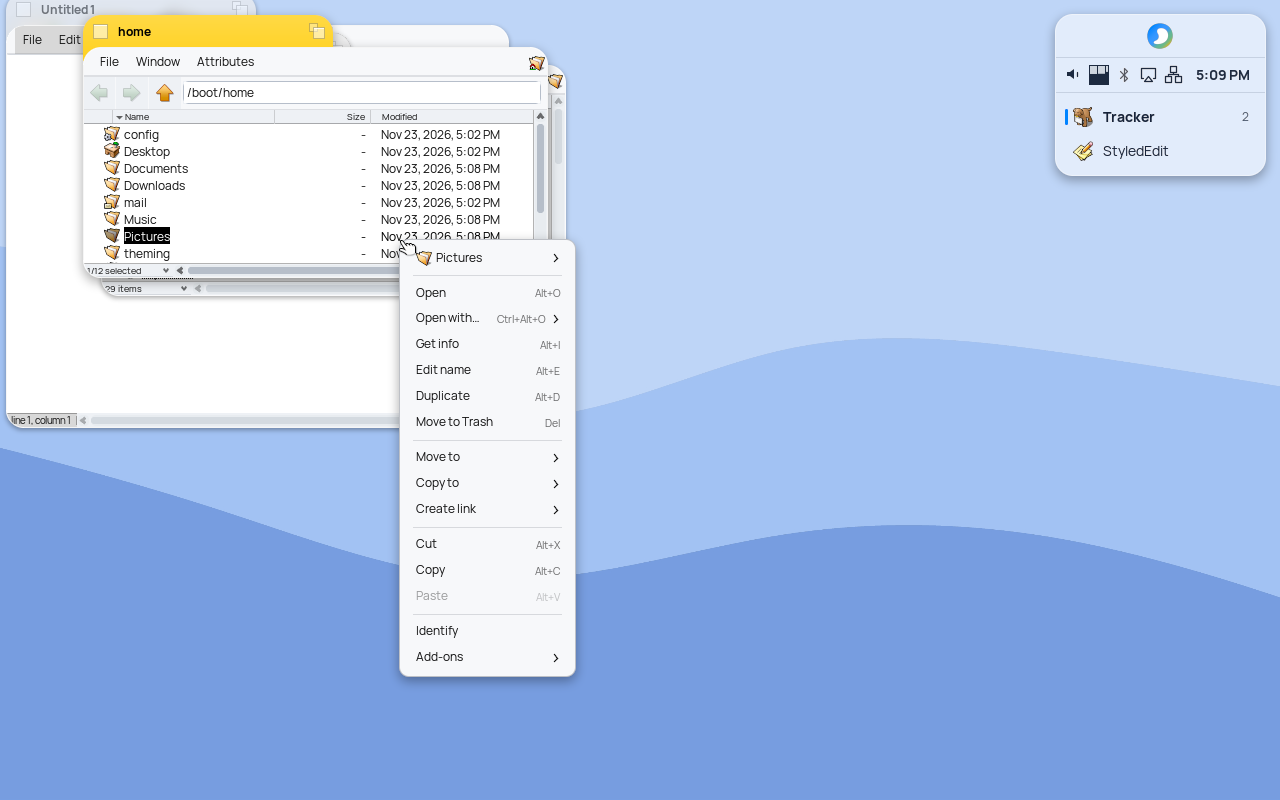 Untitled 1
File Edit
home
File Window Attributes
/boot/home
Name Size Modified
config - Nov 23, 2026, 5:02 PM
Desktop - Nov 23, 2026, 5:02 PM
Documents - Nov 23, 2026, 5:08 PM
Downloads - Nov 23, 2026, 5:08 PM
mail - Nov 23, 2026, 5:02 PM
Music - Nov 23, 2026, 5:08 PM
Pictures - Nov 23, 2026, 5:08 PM
theming - Nov
1/12 selected
29 items
line 1, column 1
Pictures
Open Alt+O
Open with… Ctrl+Alt+O
Get info Alt+I
Edit name Alt+E
Duplicate Alt+D
Move to Trash Del
Move to
Copy to
Create link
Cut Alt+X
Copy Alt+C
Paste Alt+V
Identify
Add-ons
5:09 PM
Tracker 2
StyledEdit